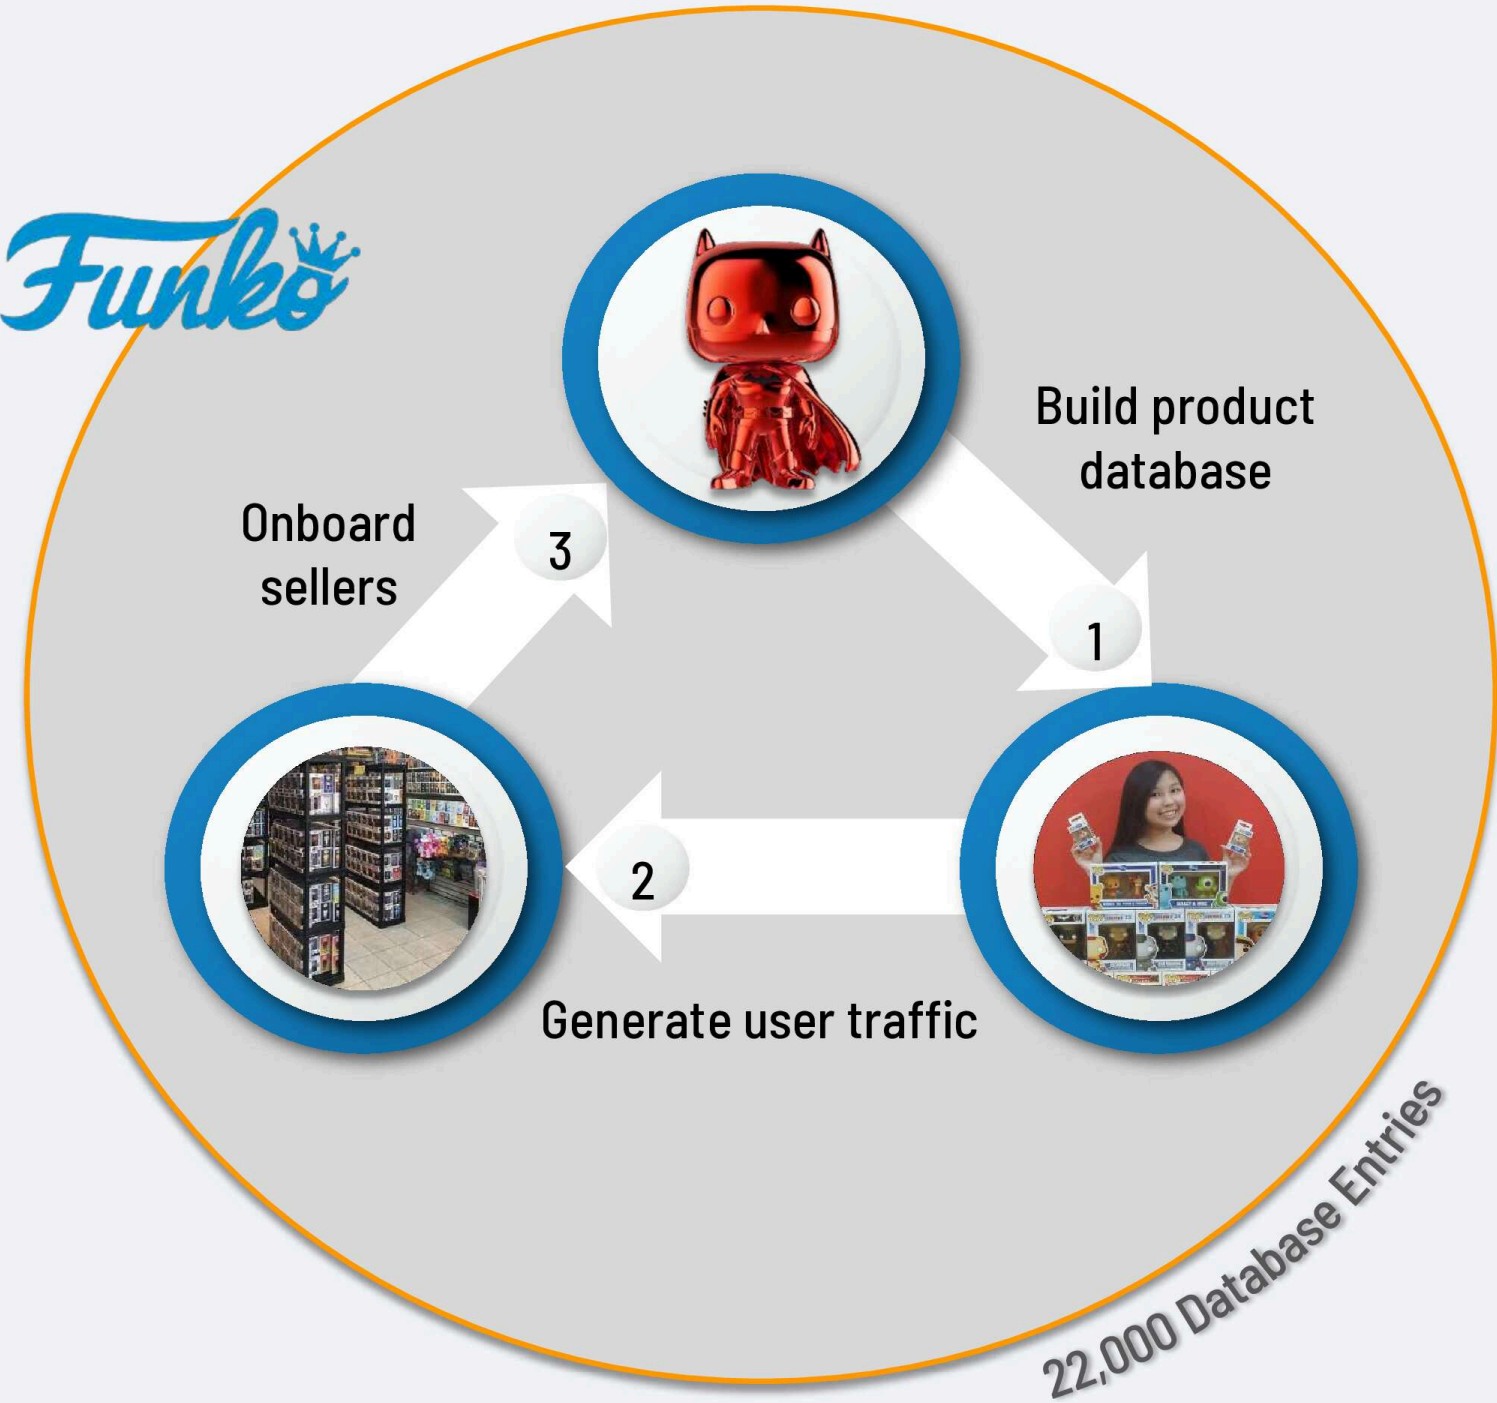 Funko
Build product
database
Onboard
sellers
3
1
2
Generate user traffic
22,000 Database Entries